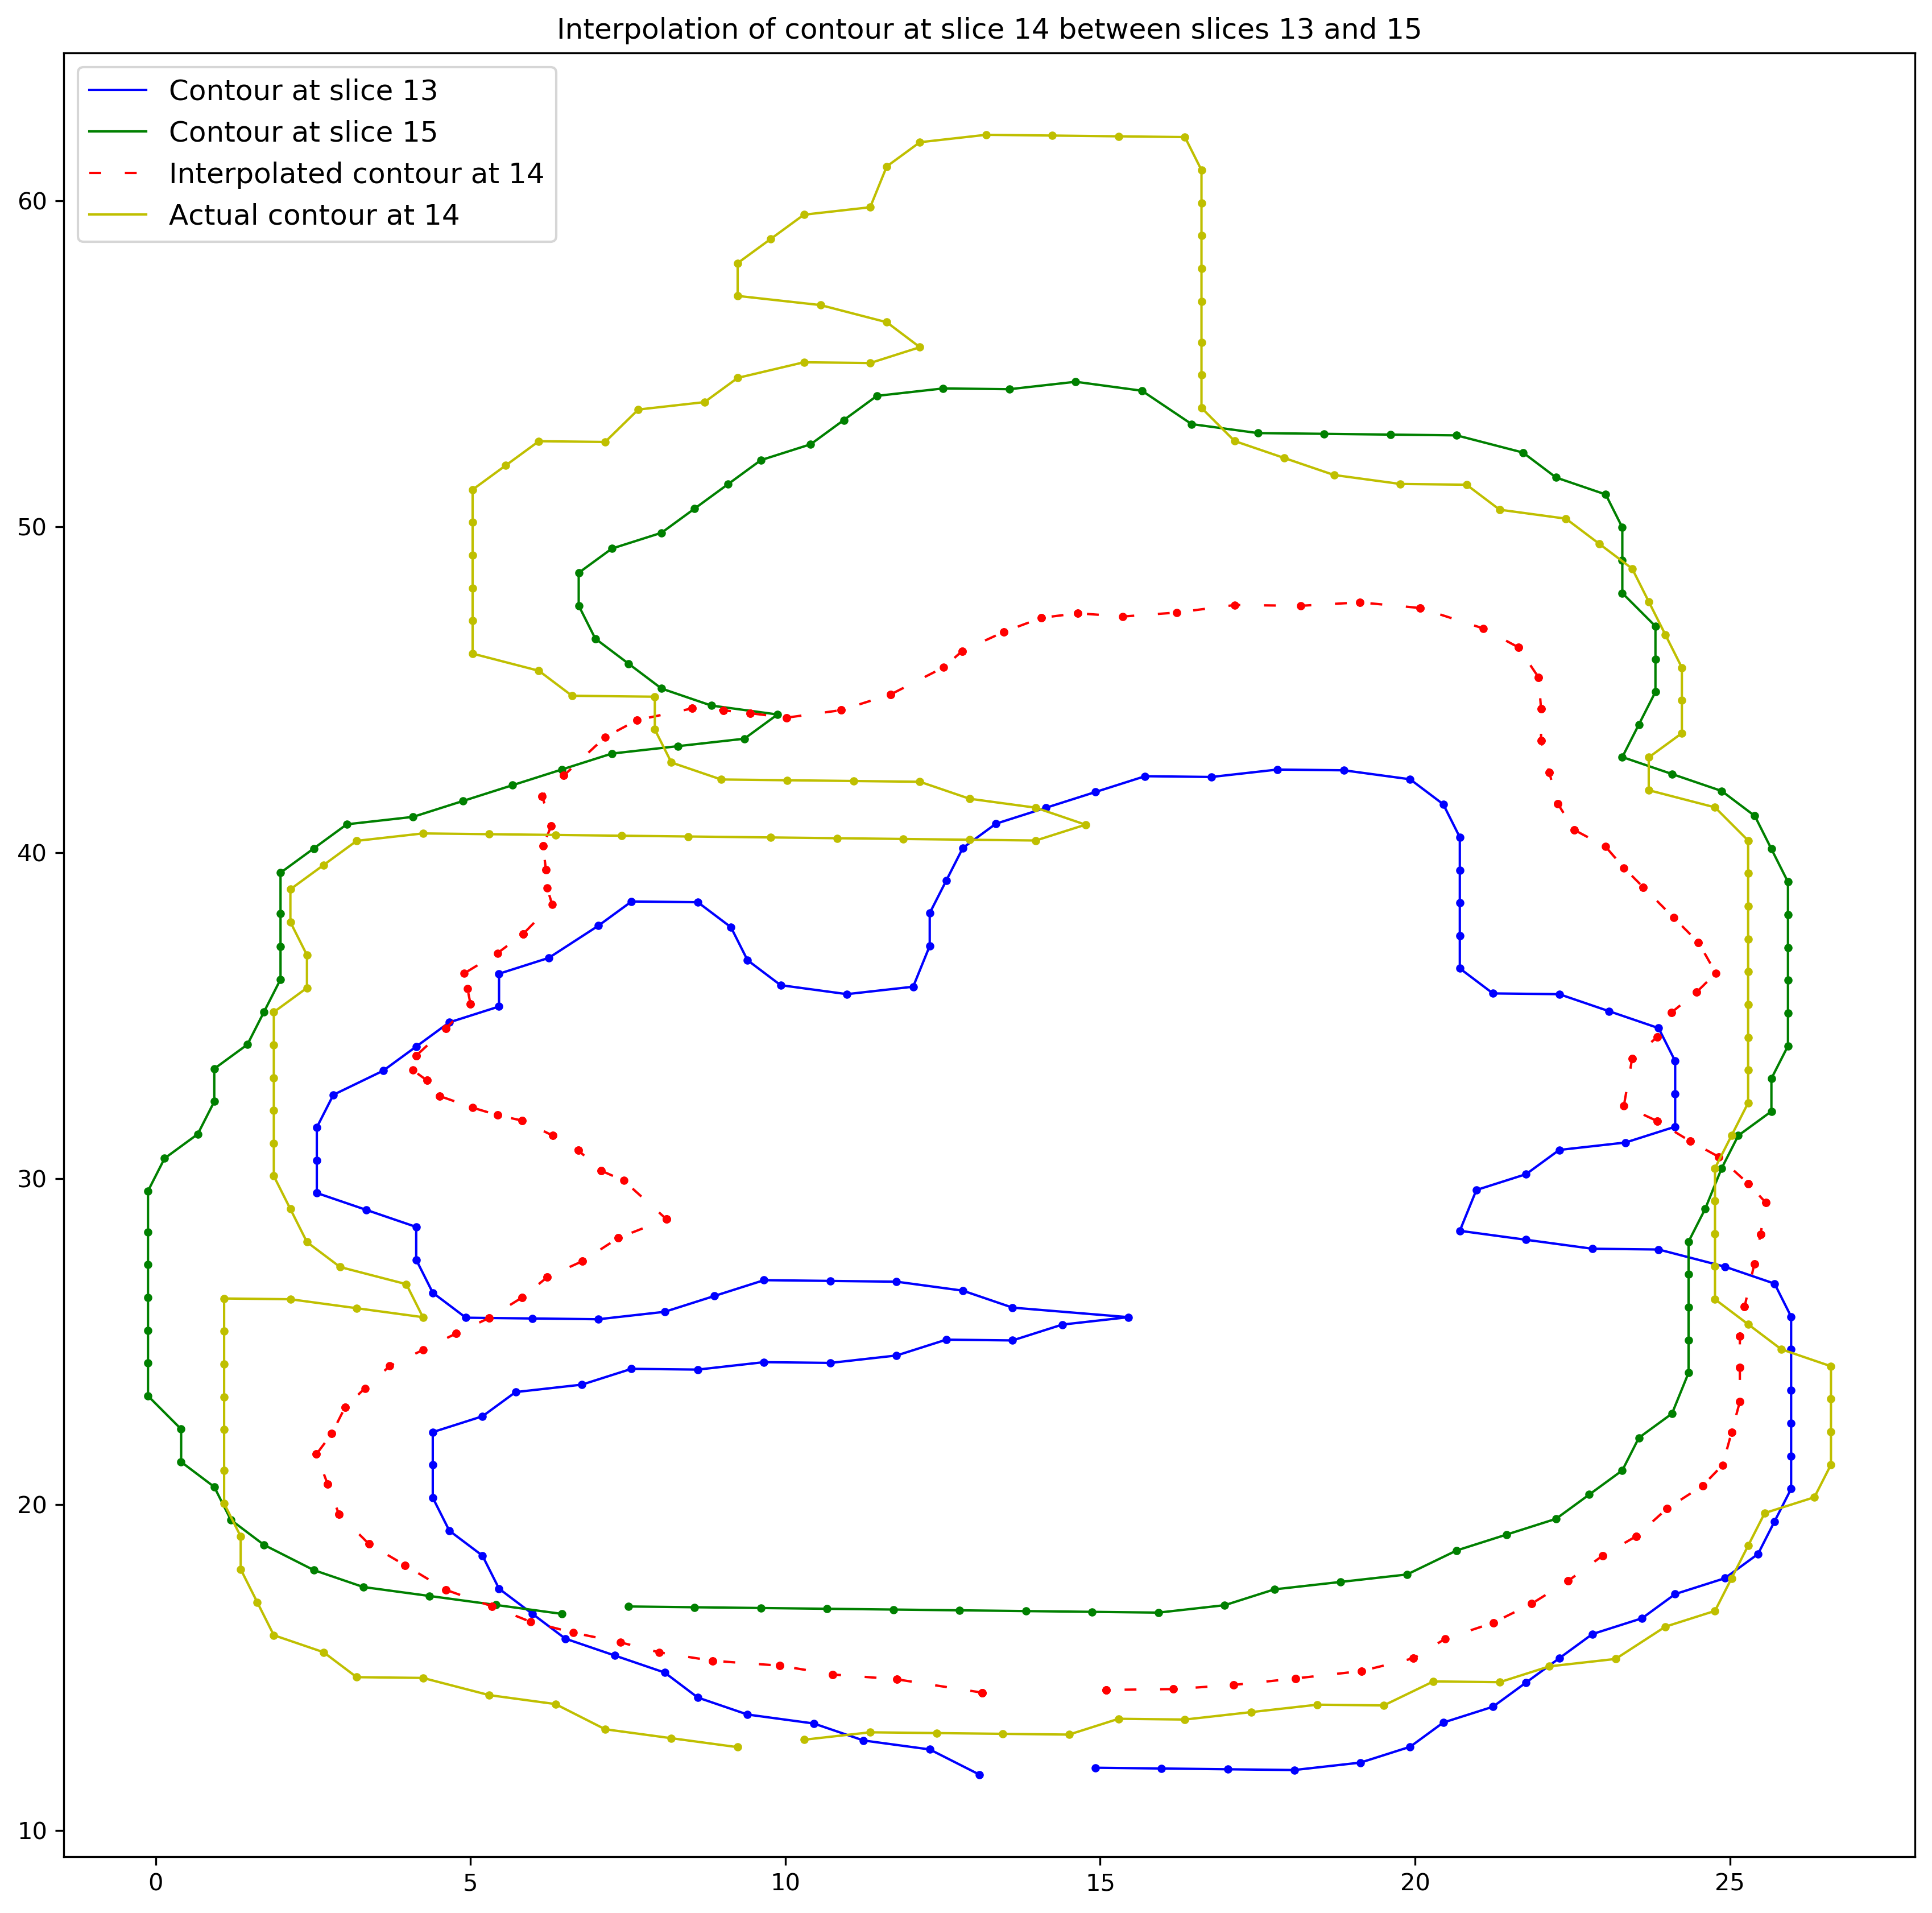 Interpolation of contour at slice 14 between slices 13 and 15
Contour at slice 13
Contour at slice 15
Interpolated contour at 14
Actual contour at 14
60
50
40
30
20
10
0 5 10 15 20 25